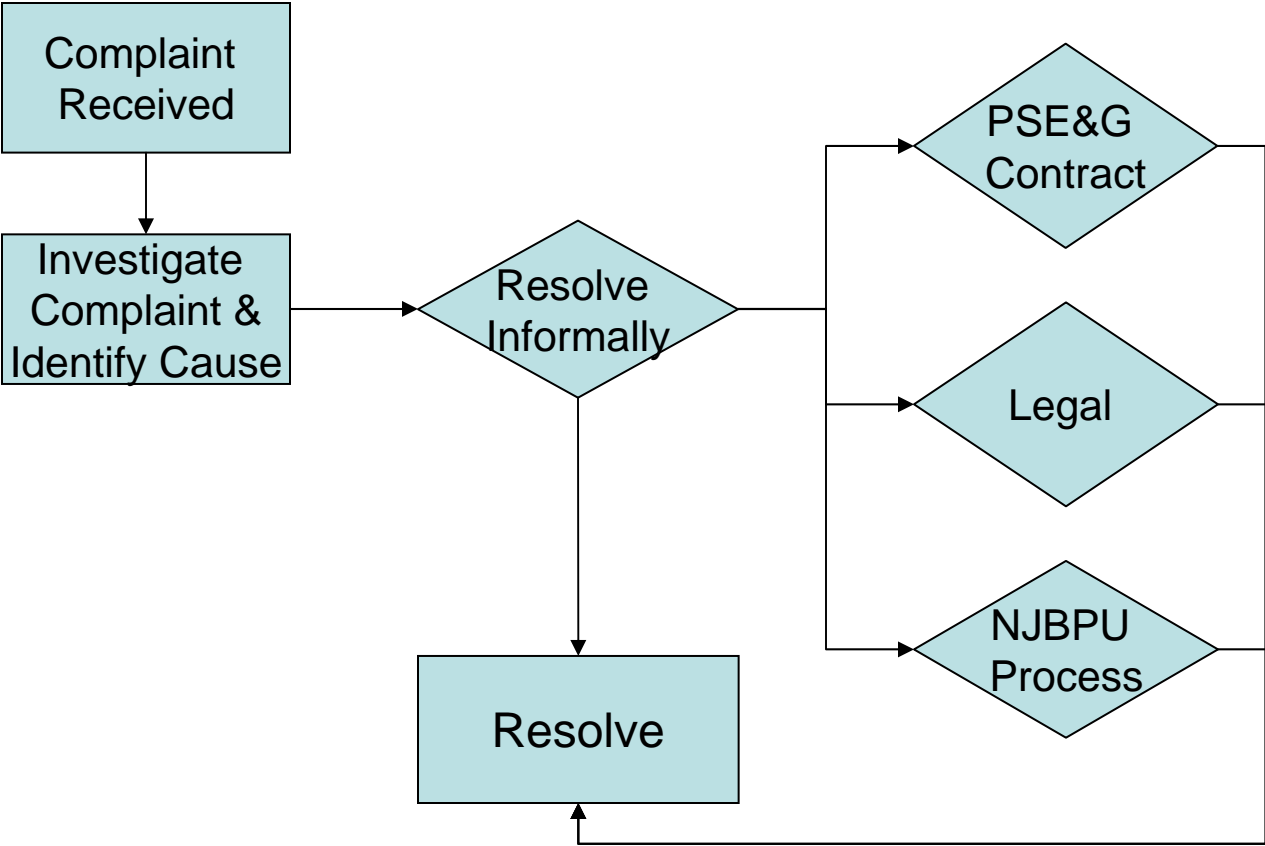 Complaint
Received
Investigate
Complaint &
Identify Cause
Resolve
Informally
PSE&G
Contract
Legal
NJBPU
Process
Resolve